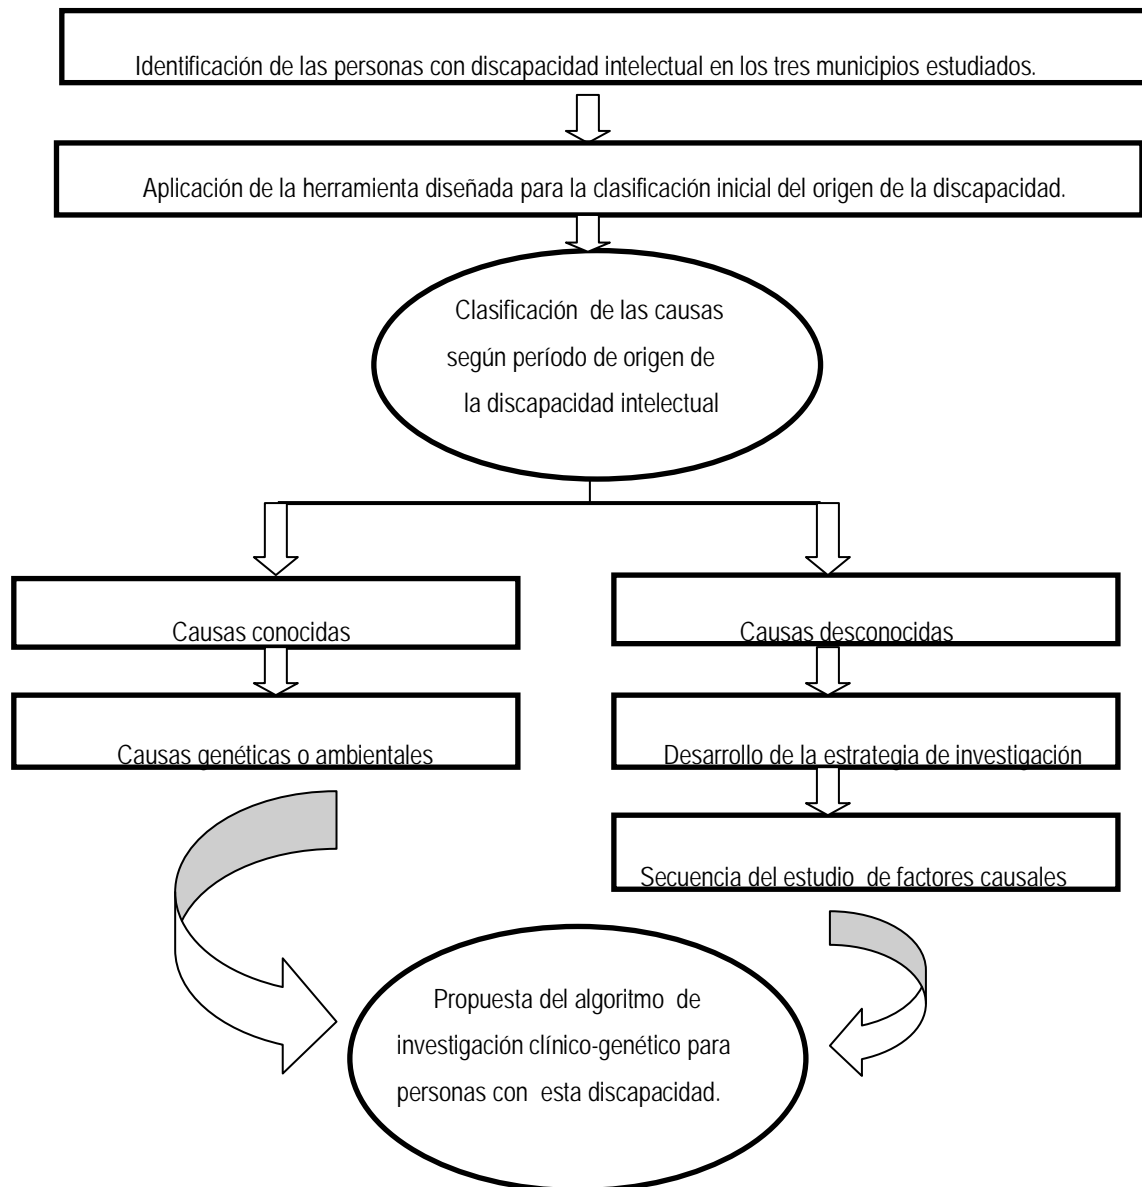 Identificación de las personas con discapacidad intelectual en los tres municipios estudiados.
Aplicación de la herramienta diseñada para la clasificación inicial del origen de la discapacidad.
Clasificación de las causas
según período de origen de
la discapacidad intelectual
Causas conocidas
Causas desconocidas
Causas genéticas o ambientales
Desarrollo de la estrategia de investigación
Secuencia del estudio de factores causales
Propuesta del algoritmo de
investigación clínico-genético para
personas con esta discapacidad.